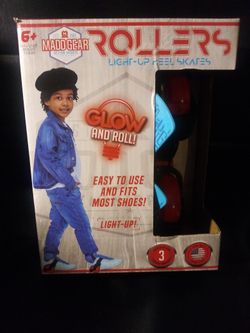 6+
MADD GEAR
ROLLERS
LIGHT-UP HEEL SKATES
GLOW
AND ROLL!
EASY TO USE
AND FITS
MOST SHOES!
LIGHT-UP!
3